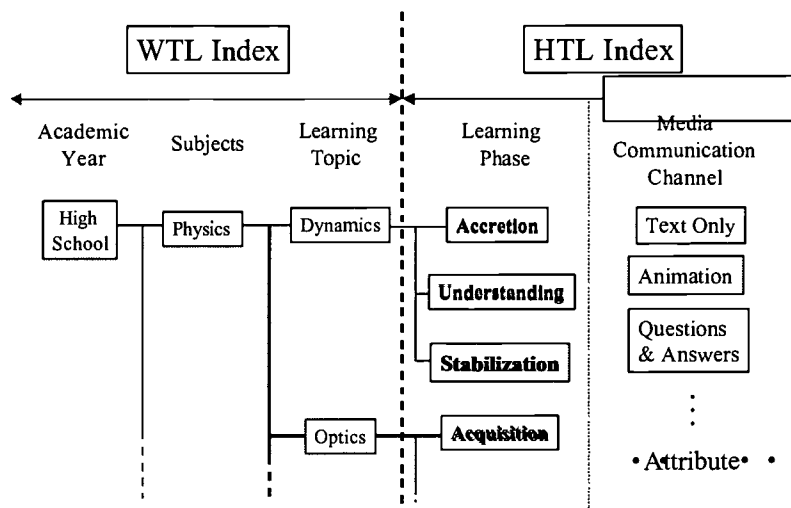 WTL Index
HTL Index
Academic
Year
Subjects
Learning
Topic
Learning
Phase
Media
Communication
Channel
High
School
Physics
Dynamics
Accretion
Understanding
Stabilization
Optics
Acquisition
Text Only
Animation
Questions
& Answers
Attribute